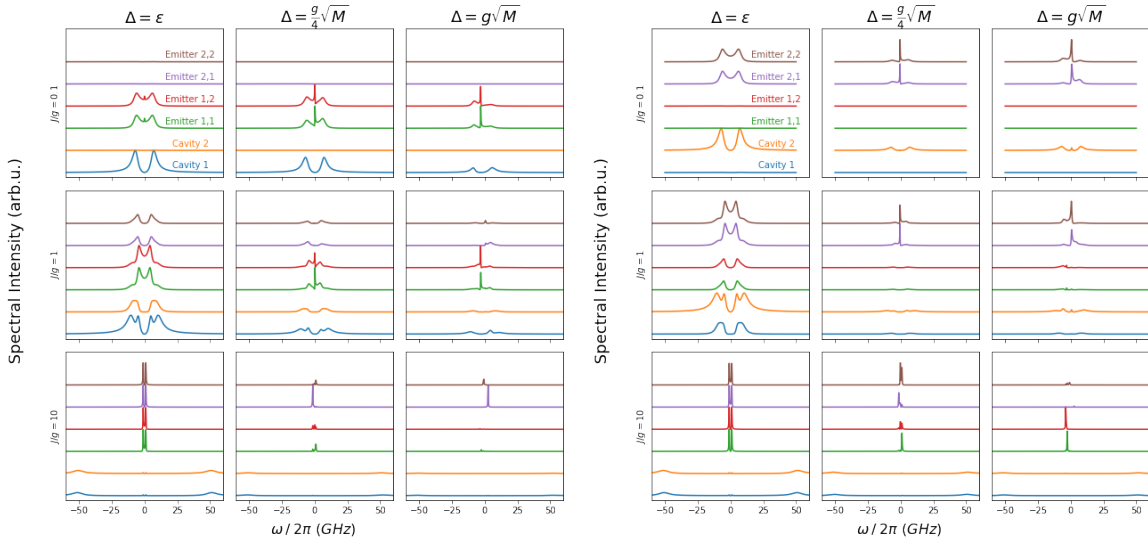 Δ = ε
Δ = g/4 √M
Δ = g√M
Spectral Intensity (arb.u.)
J/g = 0.1
Emitter 2,2
Emitter 2,1
Emitter 1,2
Emitter 1,1
Cavity 2
Cavity 1
J/g = 1
J/g = 10
−50 −25 0 25 50
−50 −25 0 25 50
−50 −25 0 25 50
ω / 2π (GHz)
Δ = ε
Δ = g/4 √M
Δ = g√M
Spectral Intensity (arb.u.)
J/g = 0.1
Emitter 2,2
Emitter 2,1
Emitter 1,2
Emitter 1,1
Cavity 2
Cavity 1
J/g = 1
J/g = 10
−50 −25 0 25 50
−50 −25 0 25 50
−50 −25 0 25 50
ω / 2π (GHz)